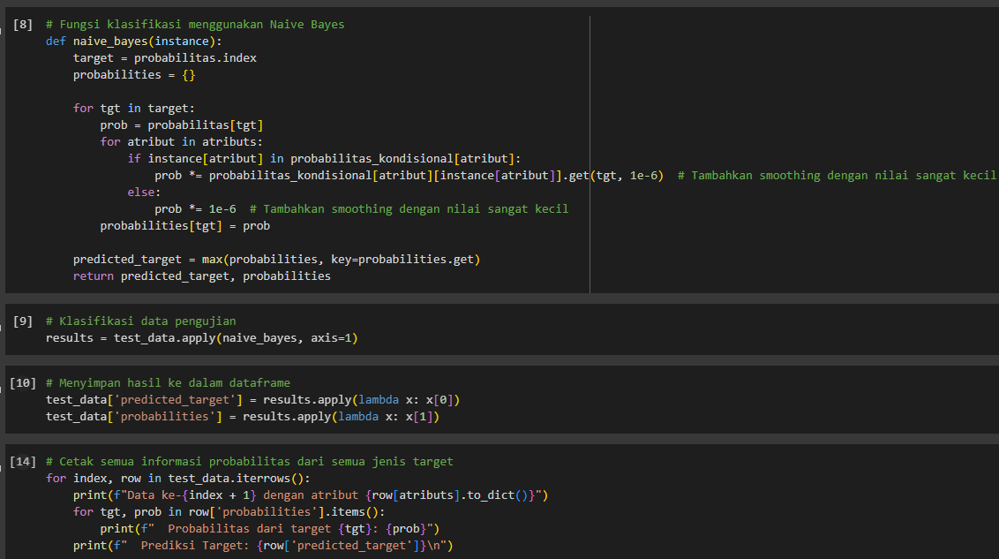 [8] # Fungsi klasifikasi menggunakan Naive Bayes
def naive_bayes(instance):
    target = probabilitas.index
    probabilities = {}

    for tgt in target:
        prob = probabilitas[tgt]
        for atribut in atributs:
            if instance[atribut] in probabilitas_kondisional[atribut]:
                prob *= probabilitas_kondisional[atribut][instance[atribut]].get(tgt, 1e-6)  # Tambahkan smoothing dengan nilai sangat kecil
            else:
                prob *= 1e-6  # Tambahkan smoothing dengan nilai sangat kecil
        probabilities[tgt] = prob

    predicted_target = max(probabilities, key=probabilities.get)
    return predicted_target, probabilities
[9] # Klasifikasi data pengujian
results = test_data.apply(naive_bayes, axis=1)
[10] # Menyimpan hasil ke dalam dataframe
test_data['predicted_target'] = results.apply(lambda x: x[0])
test_data['probabilities'] = results.apply(lambda x: x[1])
[14] # Cetak semua informasi probabilitas dari semua jenis target
for index, row in test_data.iterrows():
    print(f"Data ke-{index + 1} dengan atribut {row[atributs].to_dict()}")
    for tgt, prob in row['probabilities'].items():
        print(f"  Probabilitas dari target {tgt}: {prob}")
    print(f"  Prediksi Target: {row['predicted_target']}\n")